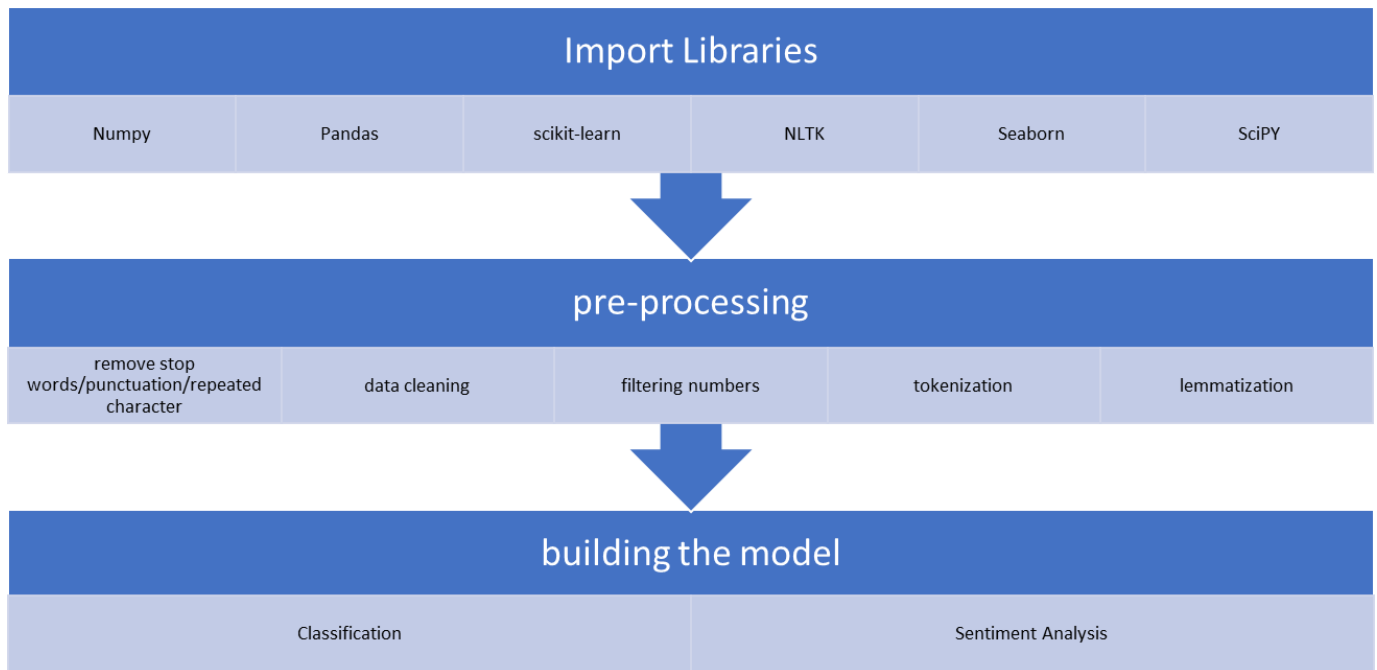 Import Libraries
Numpy
Pandas
scikit-learn
NLTK
Seaborn
SciPY
pre-processing
remove stop
words/punctuation/repeated
character
data cleaning
filtering numbers
tokenization
lemmatization
building the model
Classification
Sentiment Analysis